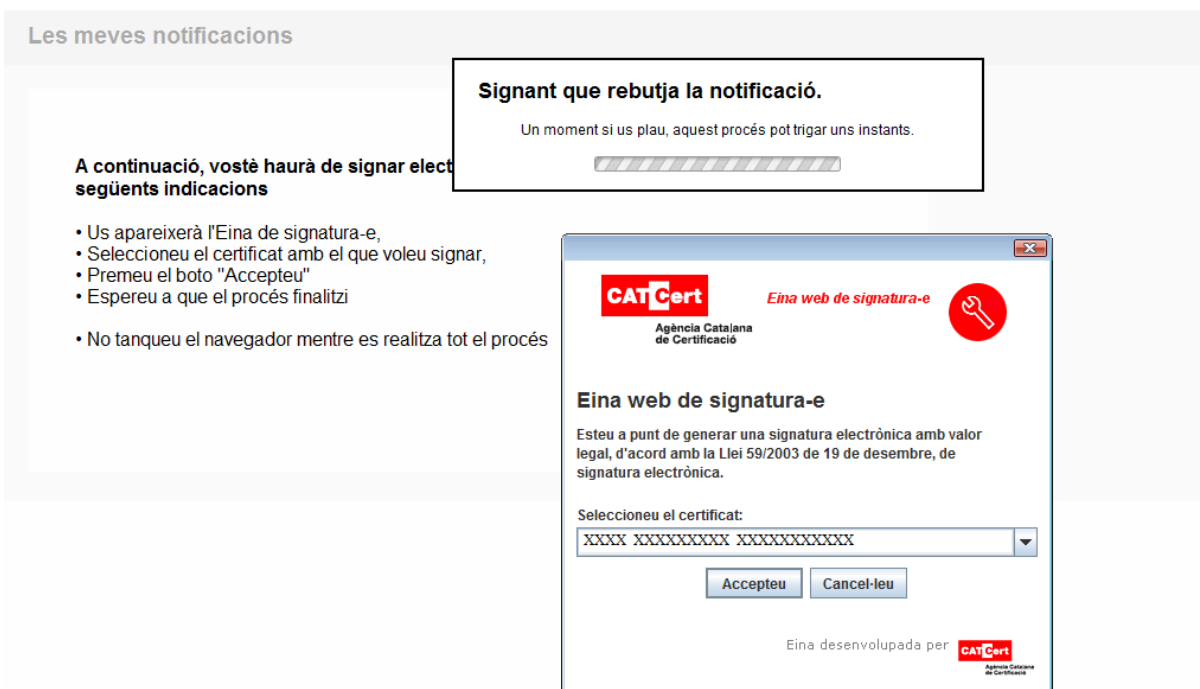 Les meves notificacions
Signant que rebutja la notificació.
Un moment si us plau, aquest procés pot trigar uns instants.
A continuació, vostè haurà de signar elect
següents indicacions
• Us apareixerà l'Eina de signatura-e,
• Seleccioneu el certificat amb el que voleu signar,
• Premeu el boto "Accepteu"
• Espereu a que el procés finalitzi
• No tanqueu el navegador mentre es realitza tot el procés
CATCert
Agència Catalana
de Certificació
Eina web de signatura-e
Eina web de signatura-e
Esteu a punt de generar una signatura electrònica amb valor
legal, d'acord amb la Llei 59/2003 de 19 de desembre, de
signatura electrònica.
Seleccioneu el certificat:
XXXX XXXXXXXXX XXXXXXXXXXX
Accepteu
Cancel·leu
Eina desenvolupada per
CATCert
Agència Catalana
de Certificació